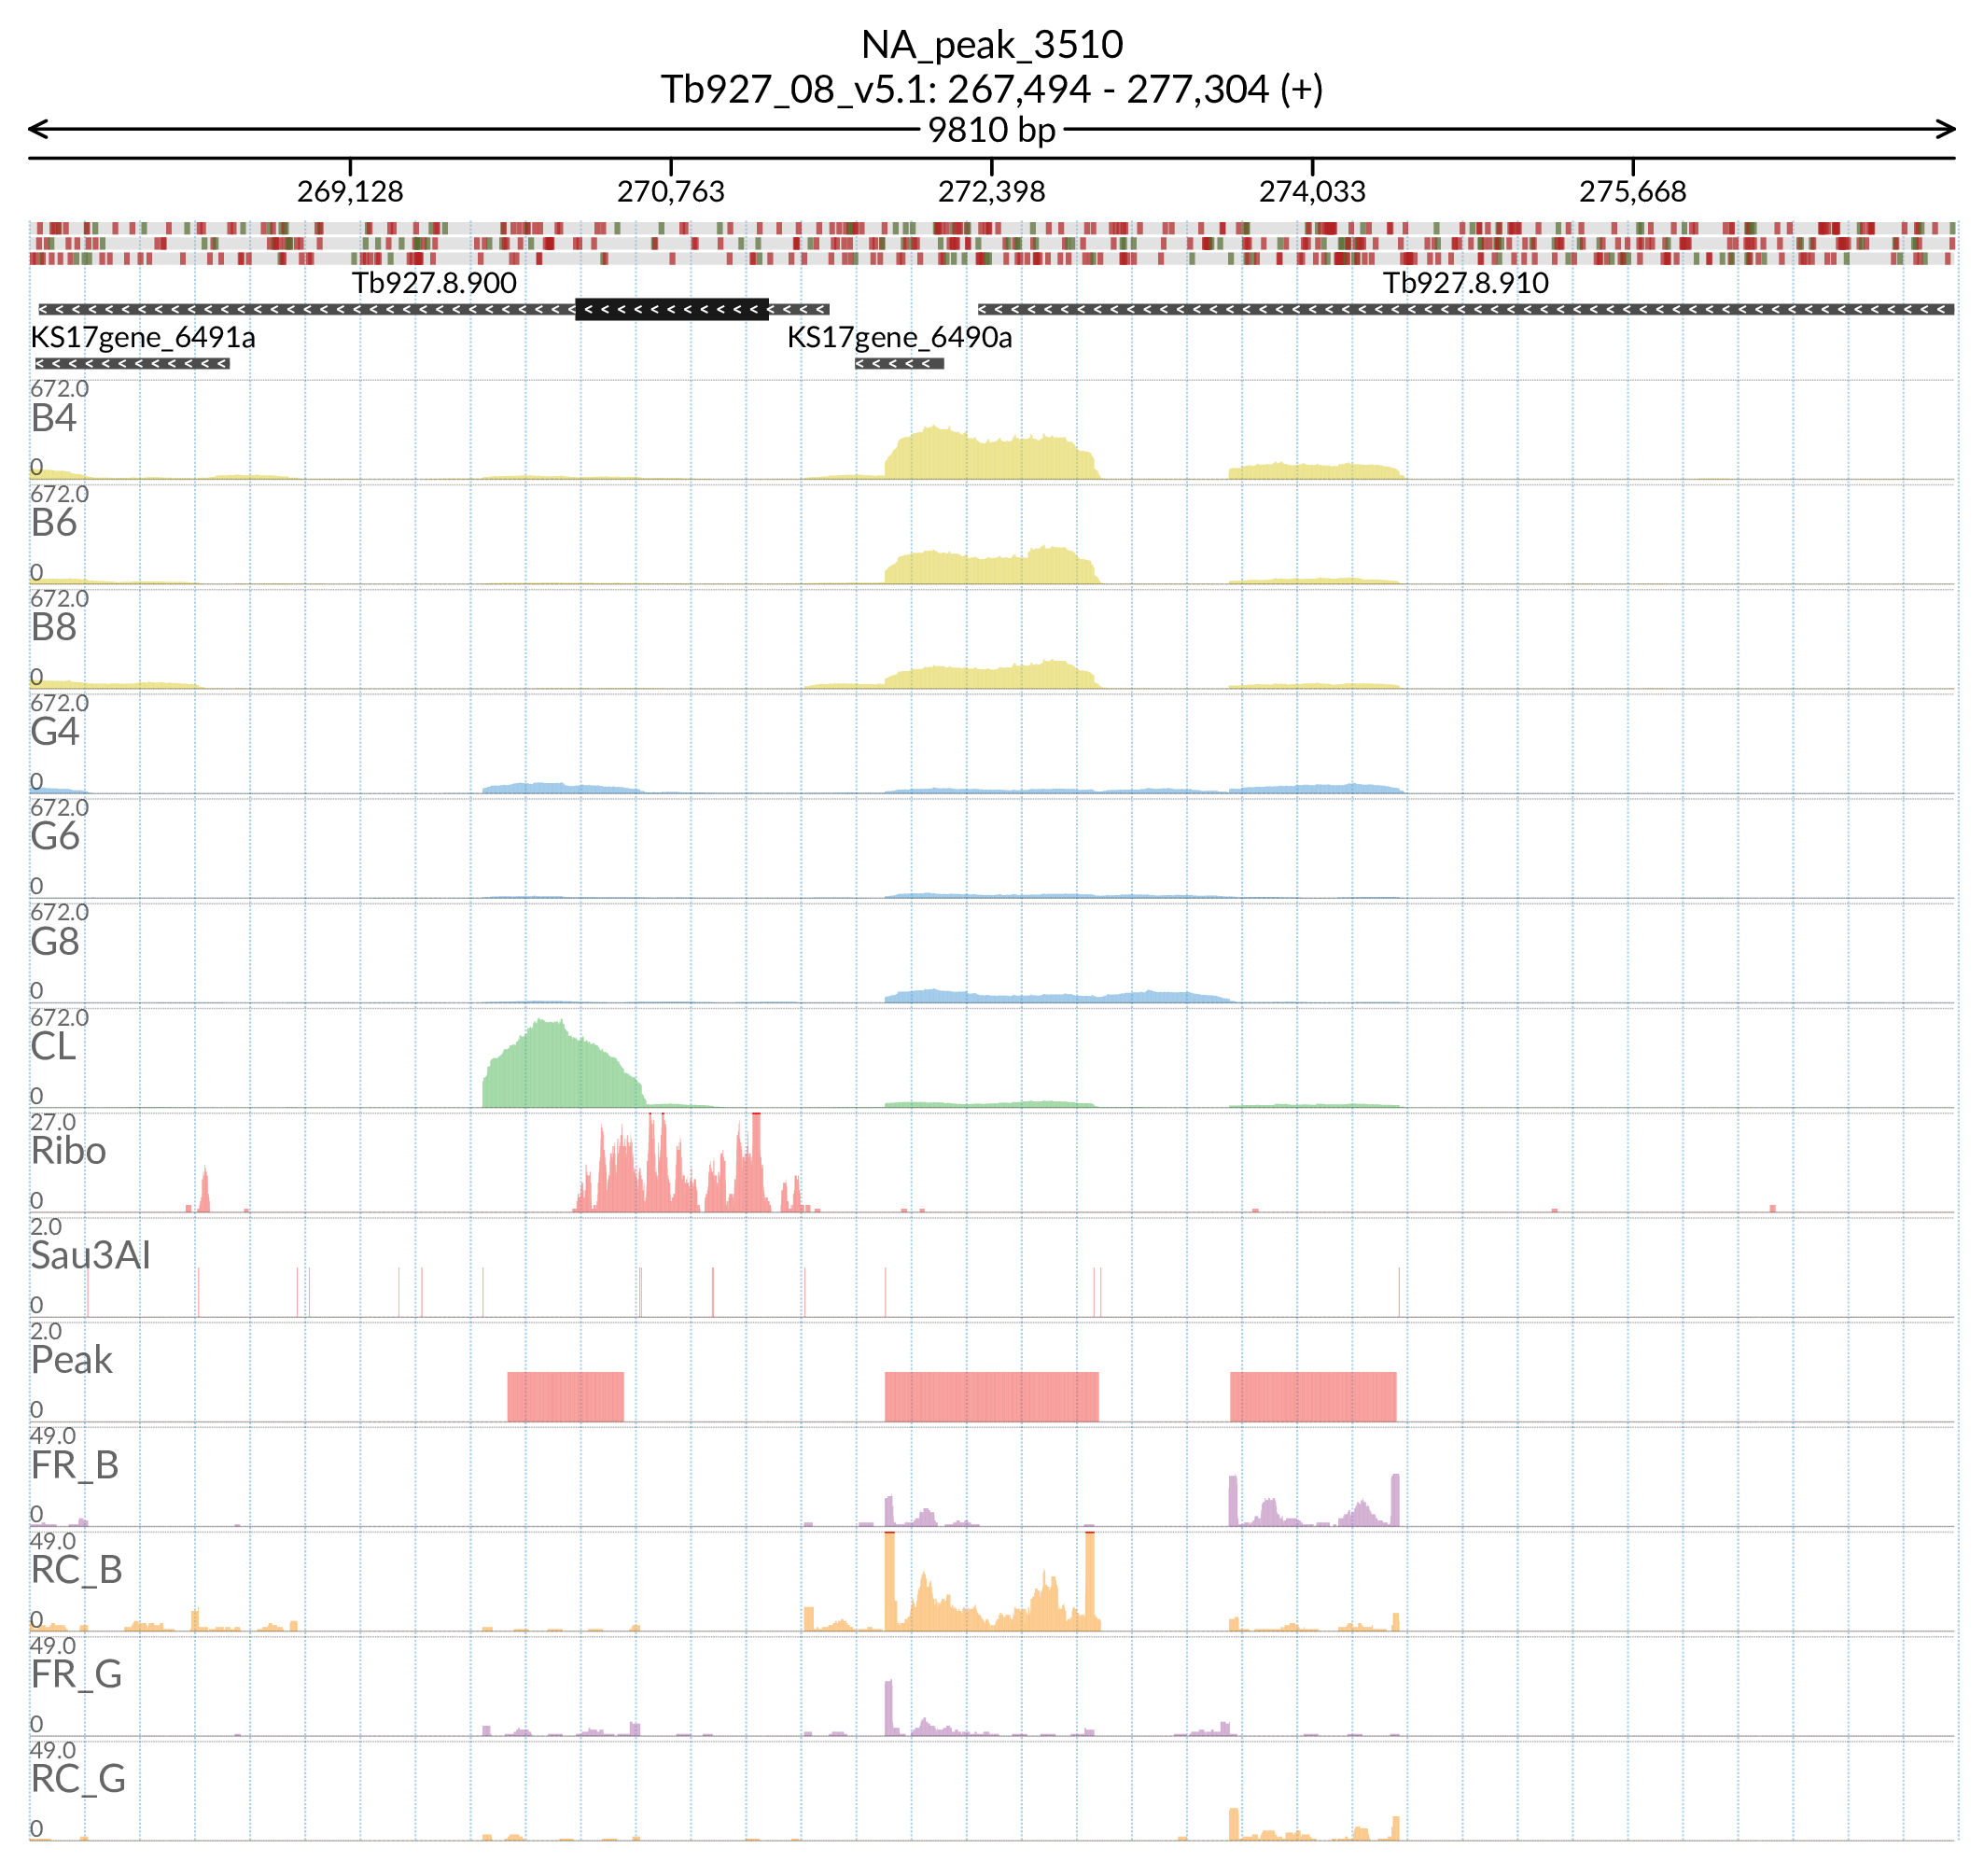 NA_peak_3510
Tb927_08_v5.1: 267,494 - 277,304 (+)
9810 bp
269,128 270,763 272,398 274,033 275,668
Tb927.8.900 Tb927.8.910
KS17gene_6491a KS17gene_6490a
672.0
B4
0
672.0
B6
0
672.0
B8
0
672.0
G4
0
672.0
G6
0
672.0
G8
0
672.0
CL
0
27.0
Ribo
0
2.0
Sau3AI
0
2.0
Peak
0
49.0
FR_B
0
49.0
RC_B
0
49.0
FR_G
0
49.0
RC_G
0